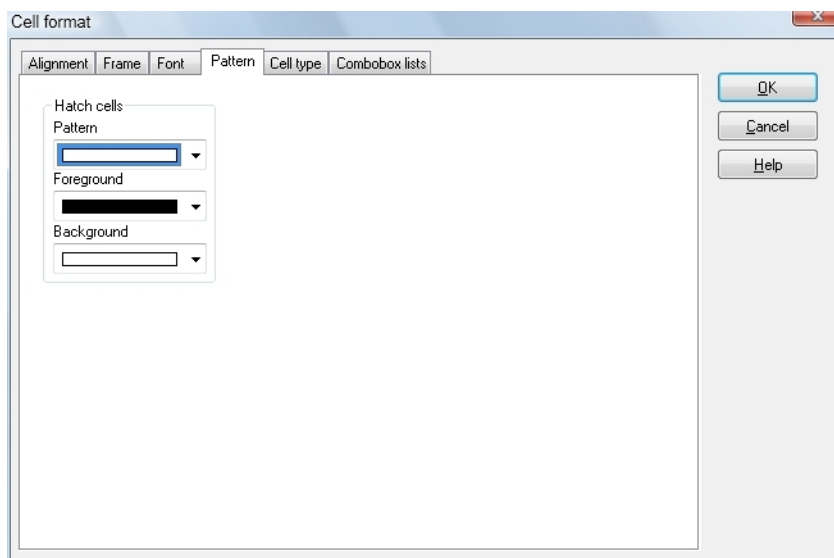 Cell format
Alignment Frame Font Pattern Cell type Combobox lists
Hatch cells
Pattern
Foreground
Background
OK
Cancel
Help